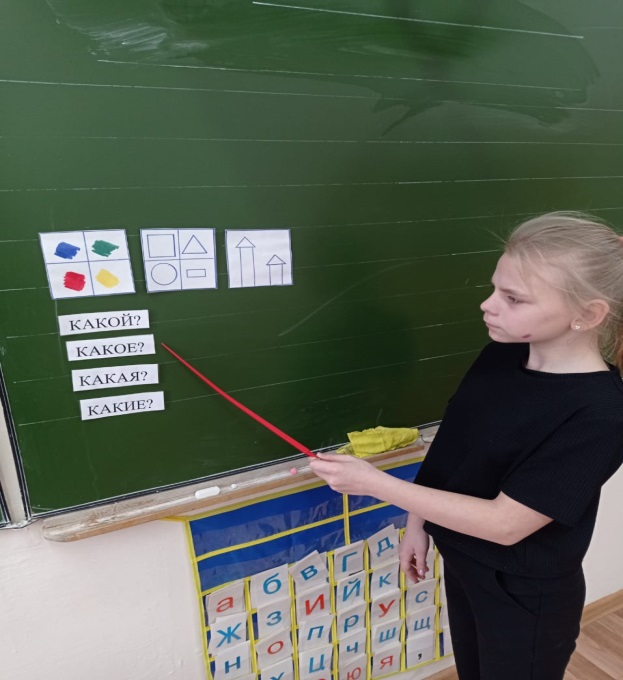 КАКОЙ?
КАКОЕ?
КАКАЯ?
КАКИЕ?
а б в г д
ж з и й к
н о п р у с
ц ч ш щ
я ,